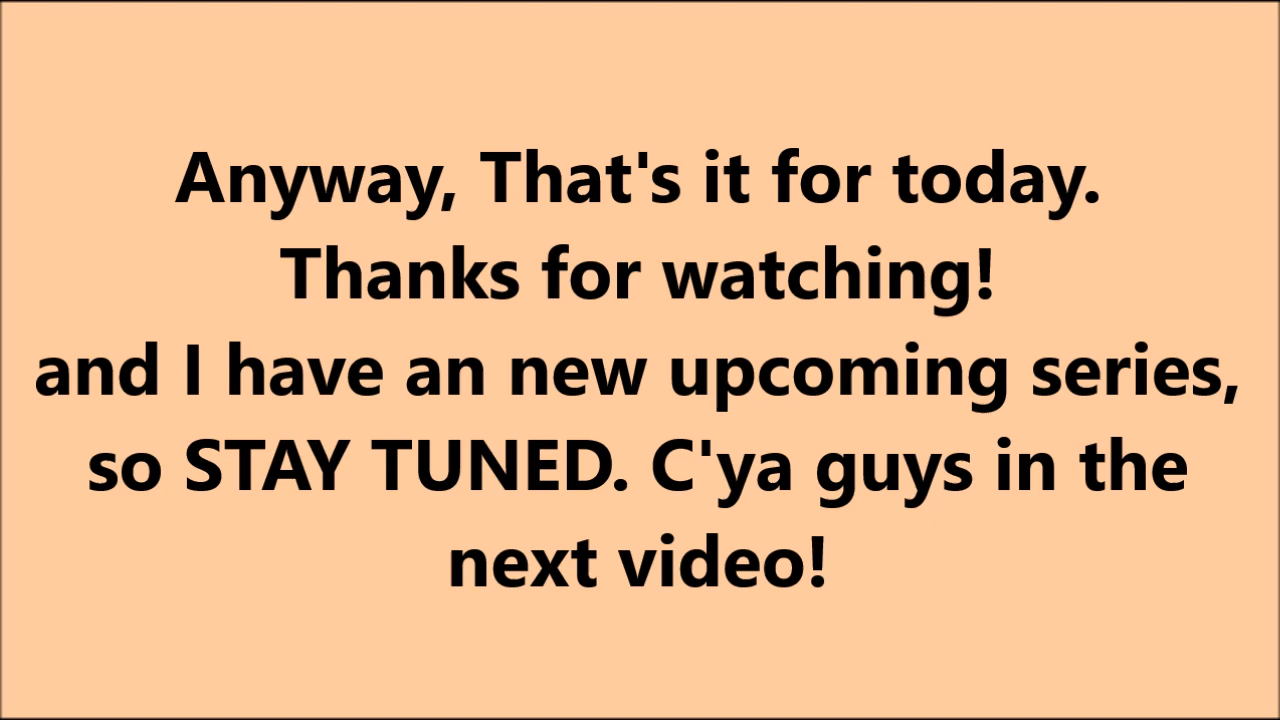 Anyway, That's it for today.
Thanks for watching!
and I have an new upcoming series,
so STAY TUNED. C'ya guys in the
next video!